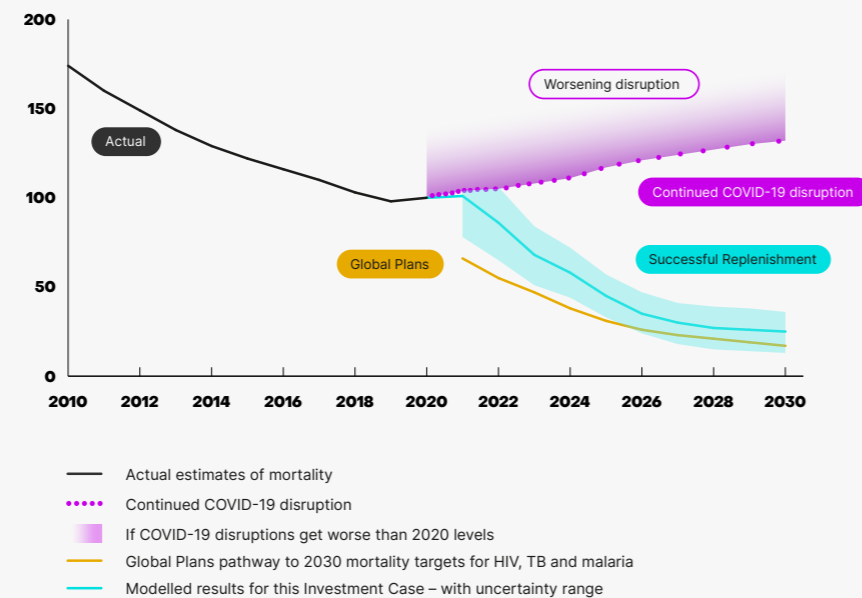 200
Worsening disruption
150
Actual
100
Continued COVID-19 disruption
Successful Replenishment
Global Plans
50
0
2010 2012 2014 2016 2018 2020 2022 2024 2026 2028 2030
Actual estimates of mortality
Continued COVID-19 disruption
If COVID-19 disruptions get worse than 2020 levels
Global Plans pathway to 2030 mortality targets for HIV, TB and malaria
Modelled results for this Investment Case – with uncertainty range